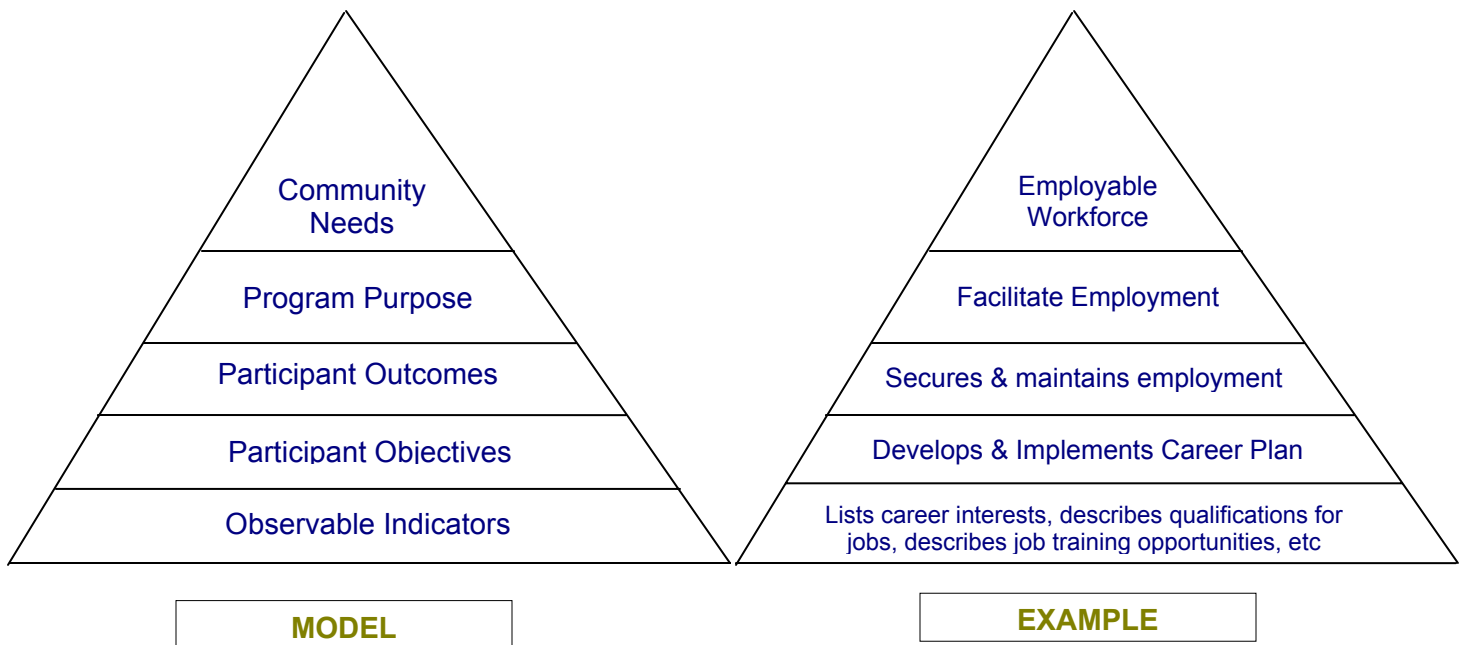 Community
Needs
Program Purpose
Participant Outcomes
Participant Objectives
Observable Indicators
MODEL
Employable
Workforce
Facilitate Employment
Secures & maintains employment
Develops & Implements Career Plan
Lists career interests, describes qualifications for
jobs, describes job training opportunities, etc
EXAMPLE